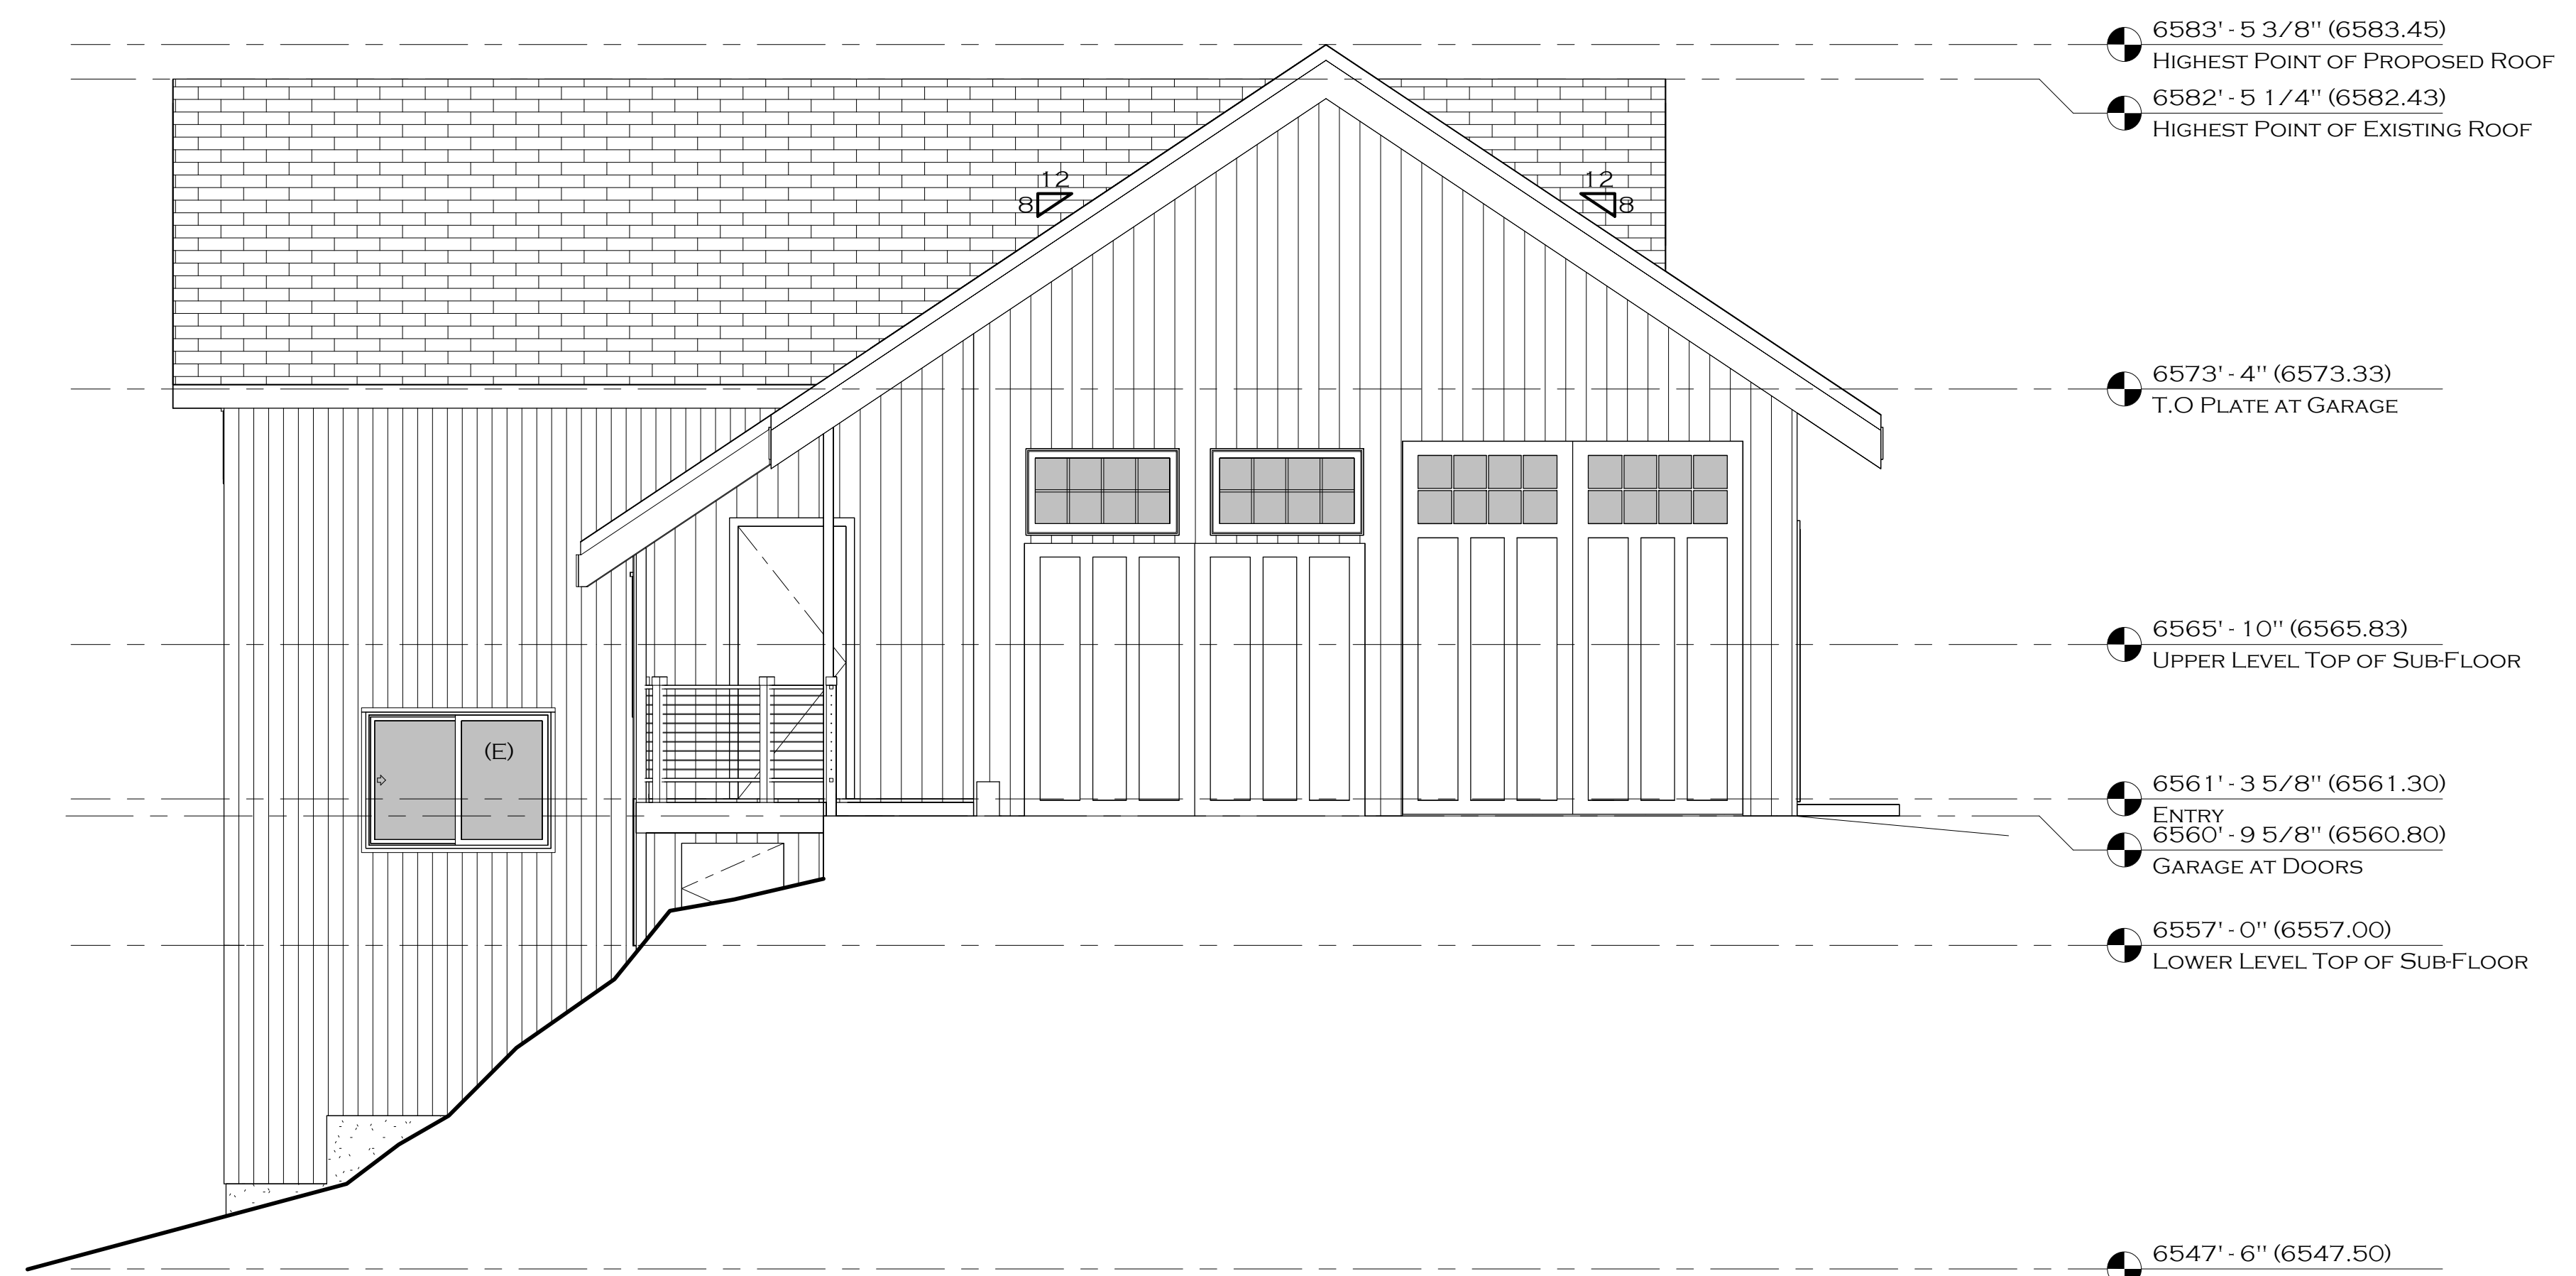 6583' - 5 3/8" (6583.45)
Highest Point of Proposed Roof
6582' - 5 1/4" (6582.43)
Highest Point of Existing Roof
12
8
12
8
6573' - 4" (6573.33)
T.O Plate at Garage
6565' - 10" (6565.83)
Upper Level Top of Sub-Floor
(E)
6561' - 3 5/8" (6561.30)
Entry
6560' - 9 5/8" (6560.80)
Garage at Doors
6557' - 0" (6557.00)
Lower Level Top of Sub-Floor
6547' - 6" (6547.50)